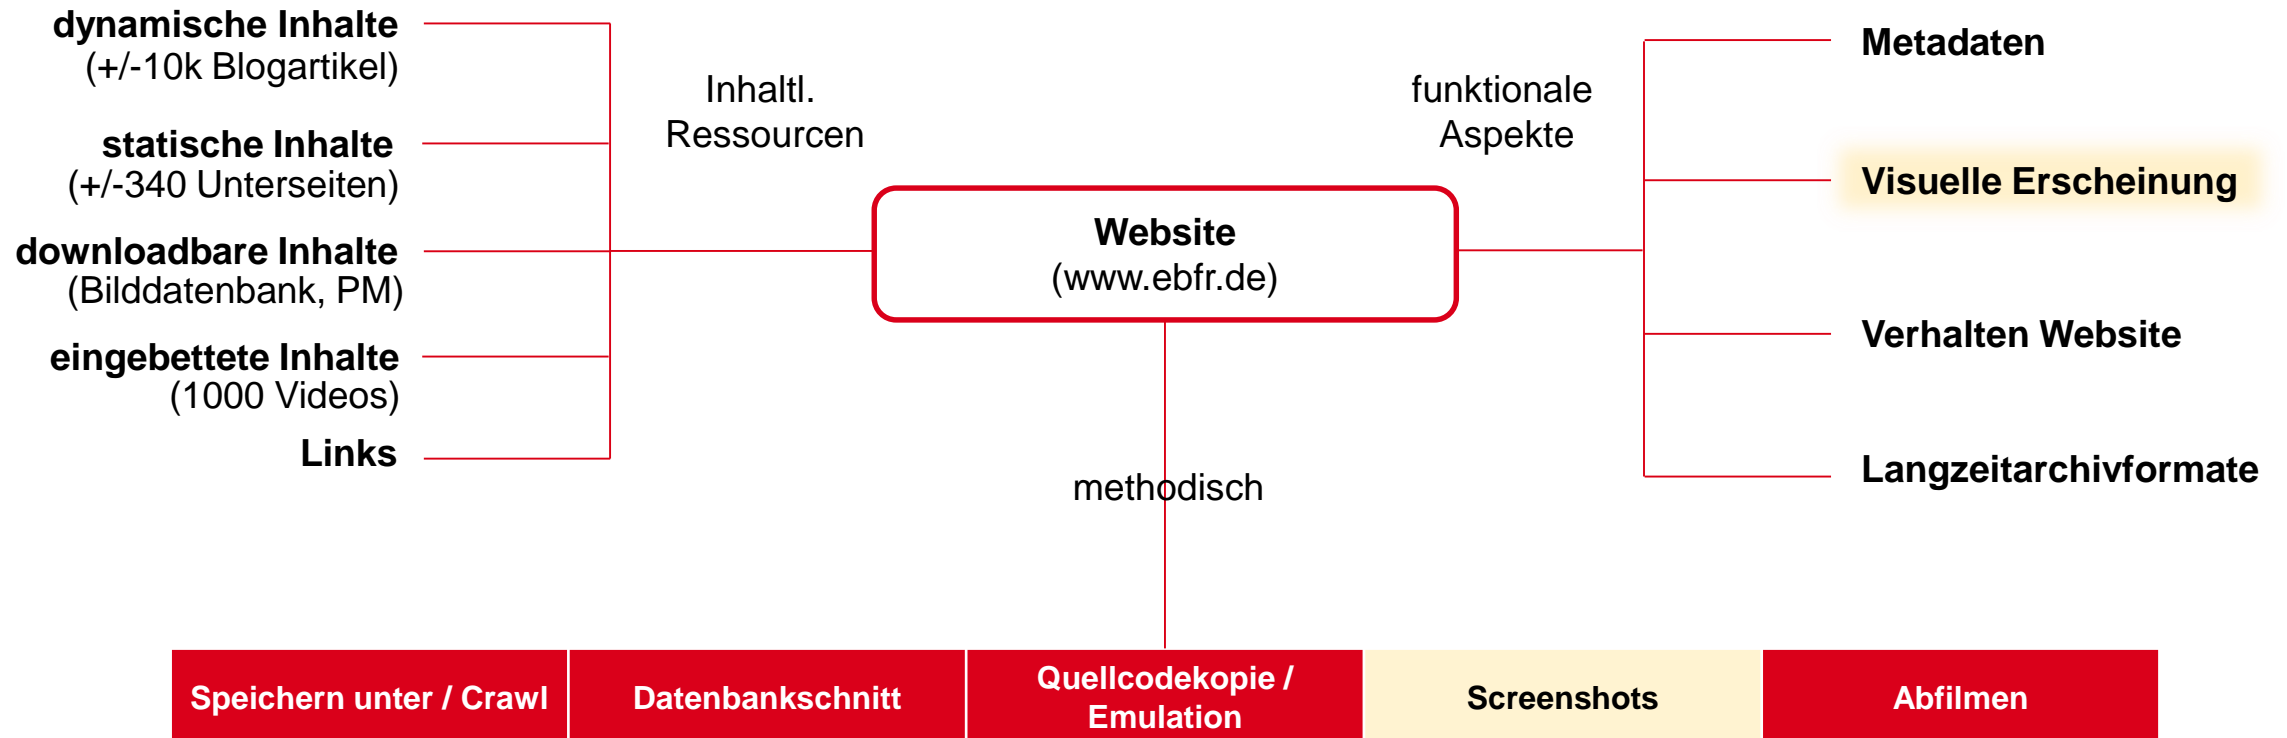 dynamische Inhalte
(+/-10k Blogartikel)
statische Inhalte
(+/-340 Unterseiten)
downloadbare Inhalte
(Bilddatenbank, PM)
eingebettete Inhalte
(1000 Videos)
Links
Inhaltl.
Ressourcen
Website
(www.ebfr.de)
funktionale
Aspekte
Metadaten
Visuelle Erscheinung
Verhalten Website
Langzeitarchivformate
methodisch
Speichern unter / Crawl
Datenbankschnitt
Quellcodekopie /
Emulation
Screenshots
Abfilmen